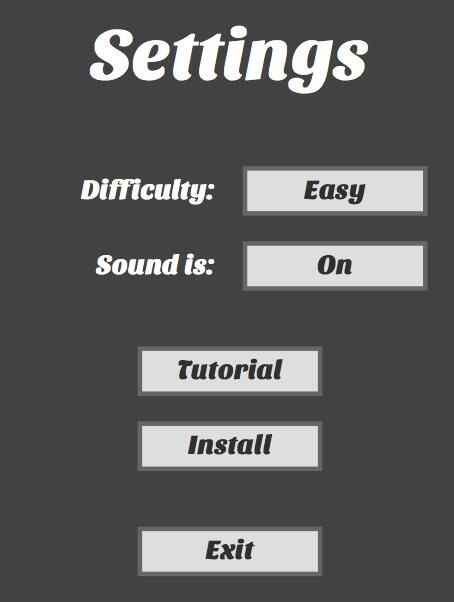 Settings
Difficulty: Easy
Sound is: On
Tutorial
Install
Exit